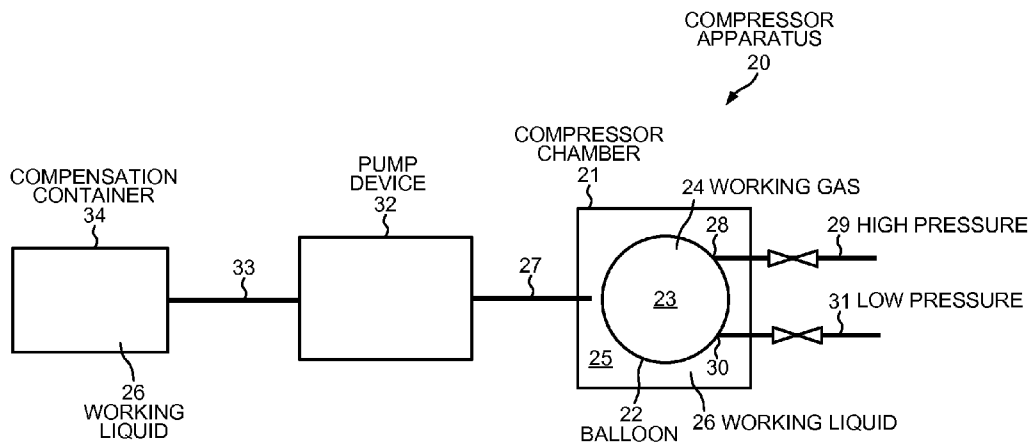 COMPRESSOR
APPARATUS
20
COMPRESSOR
CHAMBER
21
PUMP
DEVICE
32
COMPENSATION
CONTAINER
34
24 WORKING GAS
28
29 HIGH PRESSURE
33
27
23
31 LOW PRESSURE
25
30
26
WORKING
LIQUID
22
BALLOON
26 WORKING LIQUID